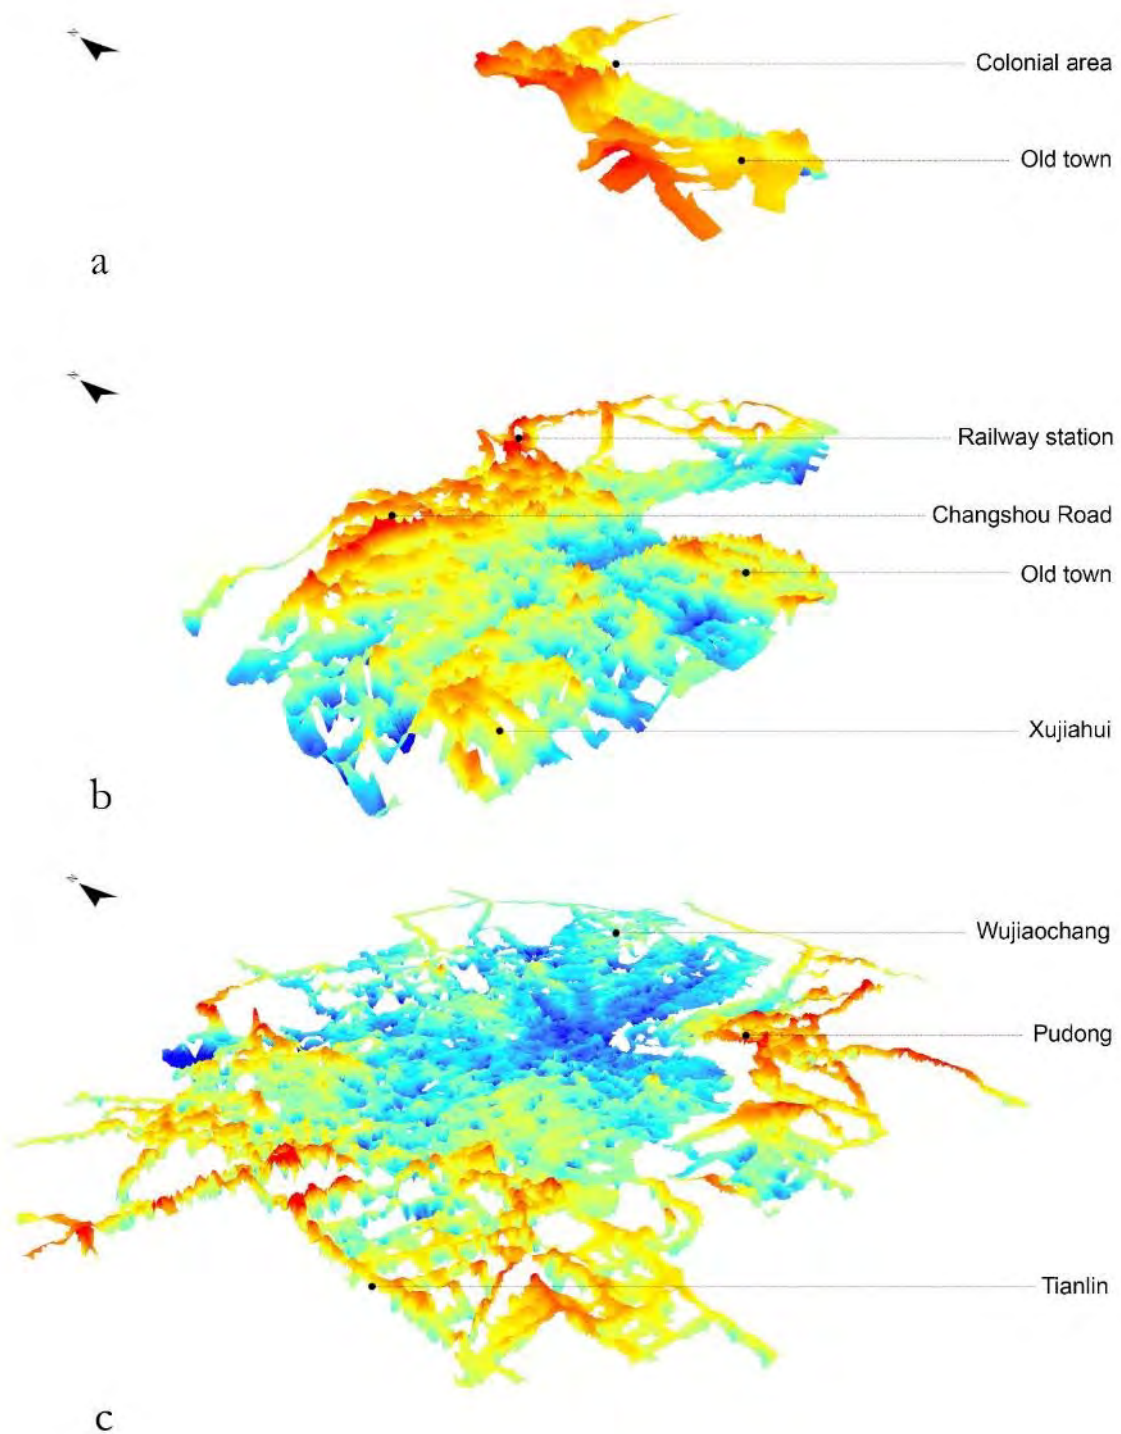 Colonial area
Old town
a
Railway station
Changshou Road
Old town
Xujiahui
b
Wujiaochang
Pudong
Tianlin
c